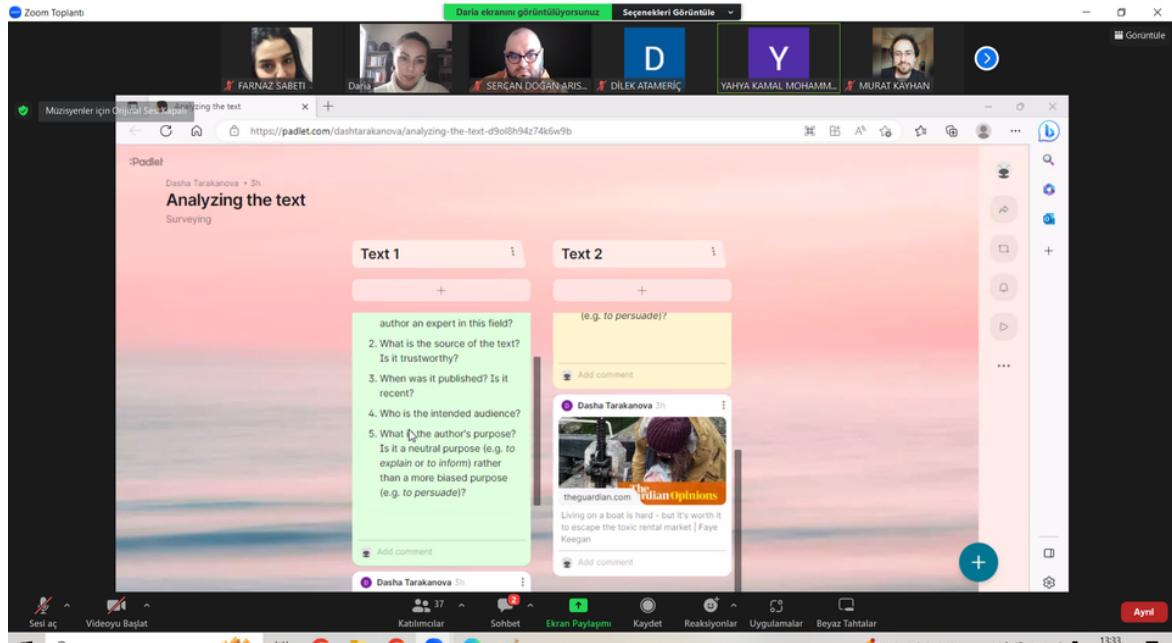 Zoom Toplantı
Daria ekranını görüntülüyorsunuz
Seçenekleri Görüntüle
Görüntüle
FARNAZ SABETI
Daria
SERÇAN DOĞAN ARIS...
D
DİLEK ATAMERİÇ
Y
YAHYA KAMAL MOHAMM...
MURAT KAYHAN
Müzisyenler için Orijinal Ses: Kapalı
Analyzing the text
https://padlet.com/dashtarakanova/analyzing-the-text-d9ol8h94z74k6w9b
:Padlet
Dasha Tarakanova • 3h
Analyzing the text
Surveying
Text 1
author an expert in this field?
2. What is the source of the text?
Is it trustworthy?
3. When was it published? Is it
recent?
4. Who is the intended audience?
5. What is the author's purpose?
Is it a neutral purpose (e.g. to
explain or to inform) rather
than a more biased purpose
(e.g. to persuade)?
Add comment
D Dasha Tarakanova 3h
Text 2
(e.g. to persuade)?
Add comment
D Dasha Tarakanova 3h
theguardian.com
The
rdian Opinions
Living on a boat is hard - but it's worth it
to escape the toxic rental market | Faye
Keegan
Add comment
Sesi aç
Videoyu Başlat
37
Katılımcılar
2
Sohbet
Ekran Paylaşımı
Kaydet
Reaksiyonlar
Uygulamalar
Beyaz Tahtalar
Ayrıl
13:33